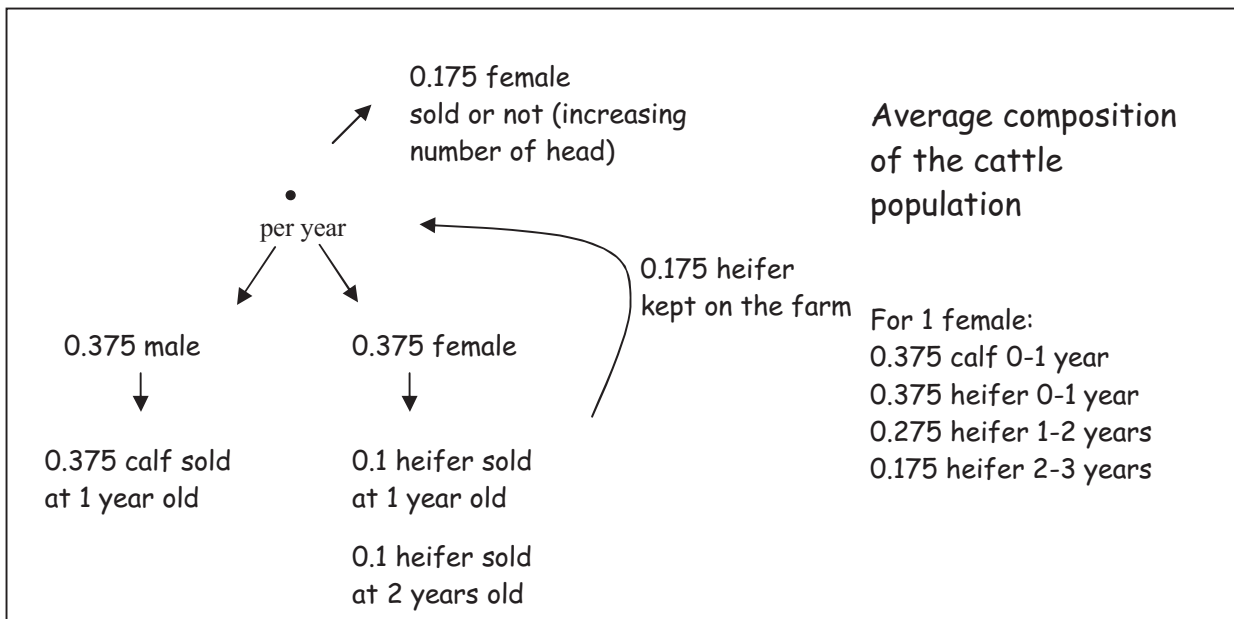 0.175 female
sold or not (increasing
number of head)
Average composition
of the cattle
population
•
per year
0.175 heifer
kept on the farm
0.375 male
0.375 female
For 1 female:
0.375 calf 0-1 year
0.375 heifer 0-1 year
0.275 heifer 1-2 years
0.175 heifer 2-3 years
0.375 calf sold
at 1 year old
0.1 heifer sold
at 1 year old
0.1 heifer sold
at 2 years old